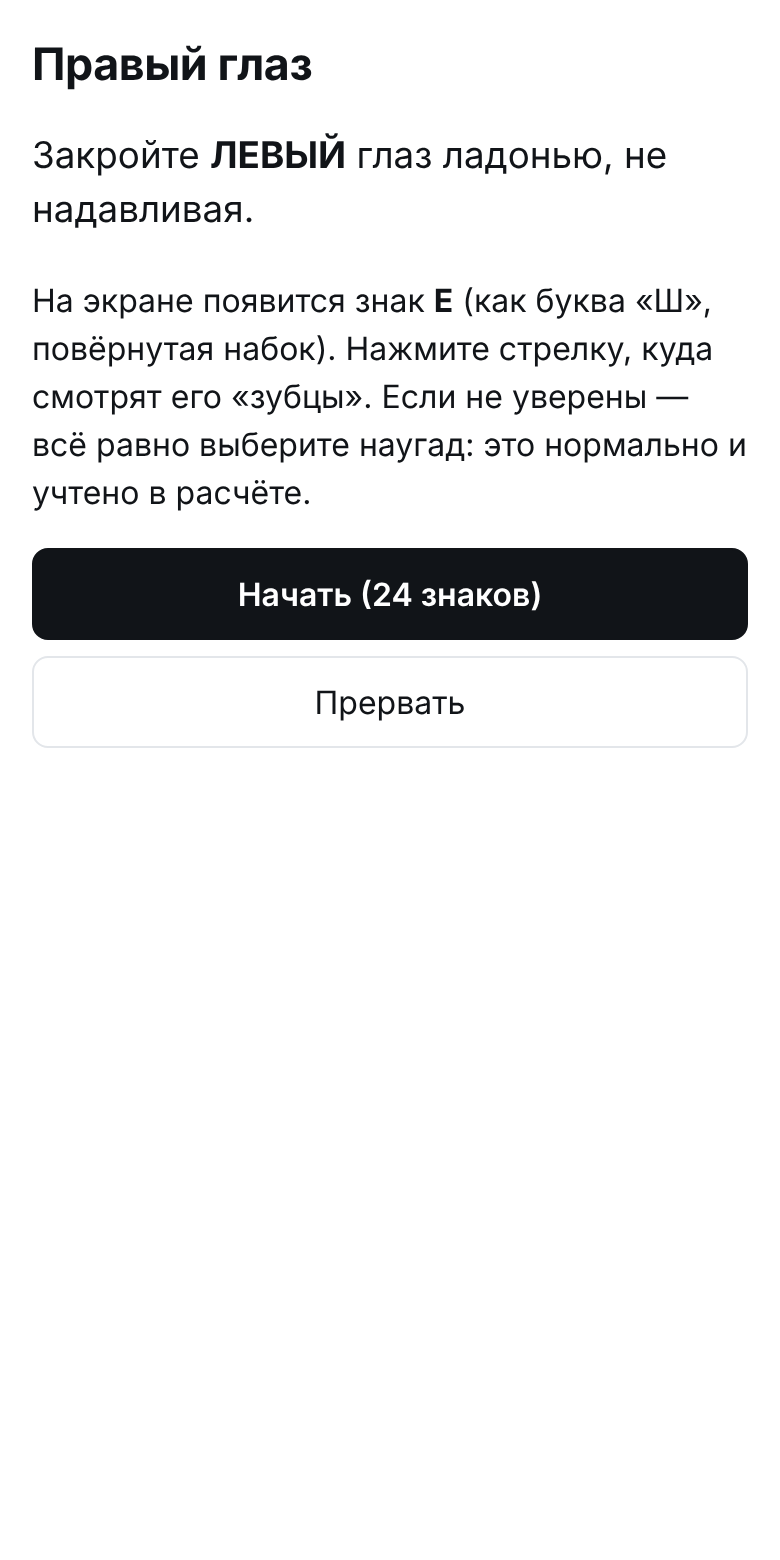 Правый глаз
Закройте ЛЕВЫЙ глаз ладонью, не
надавливая.
На экране появится знак E (как буква «Ш»,
повёрнутая набок). Нажмите стрелку, куда
смотрят его «зубцы». Если не уверены —
всё равно выберите наугад: это нормально и
учтено в расчёте.
Начать (24 знаков)
Прервать